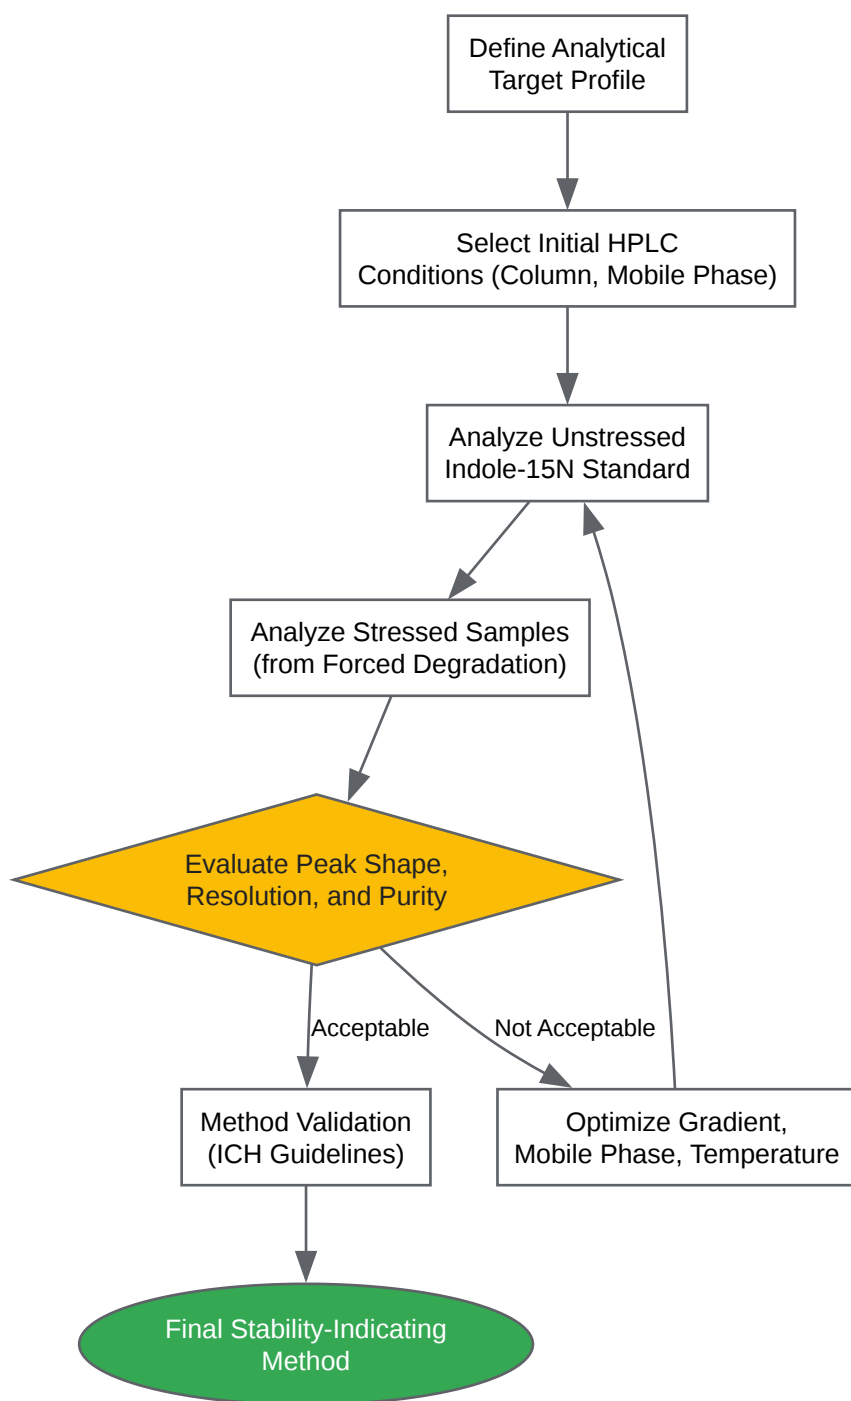 Define Analytical
Target Profile
Select Initial HPLC
Conditions (Column, Mobile Phase)
Analyze Unstressed
Indole-15N Standard
Analyze Stressed Samples
(from Forced Degradation)
Evaluate Peak Shape,
Resolution, and Purity
Acceptable
Not Acceptable
Method Validation
(ICH Guidelines)
Optimize Gradient,
Mobile Phase, Temperature
Final Stability-Indicating
Method